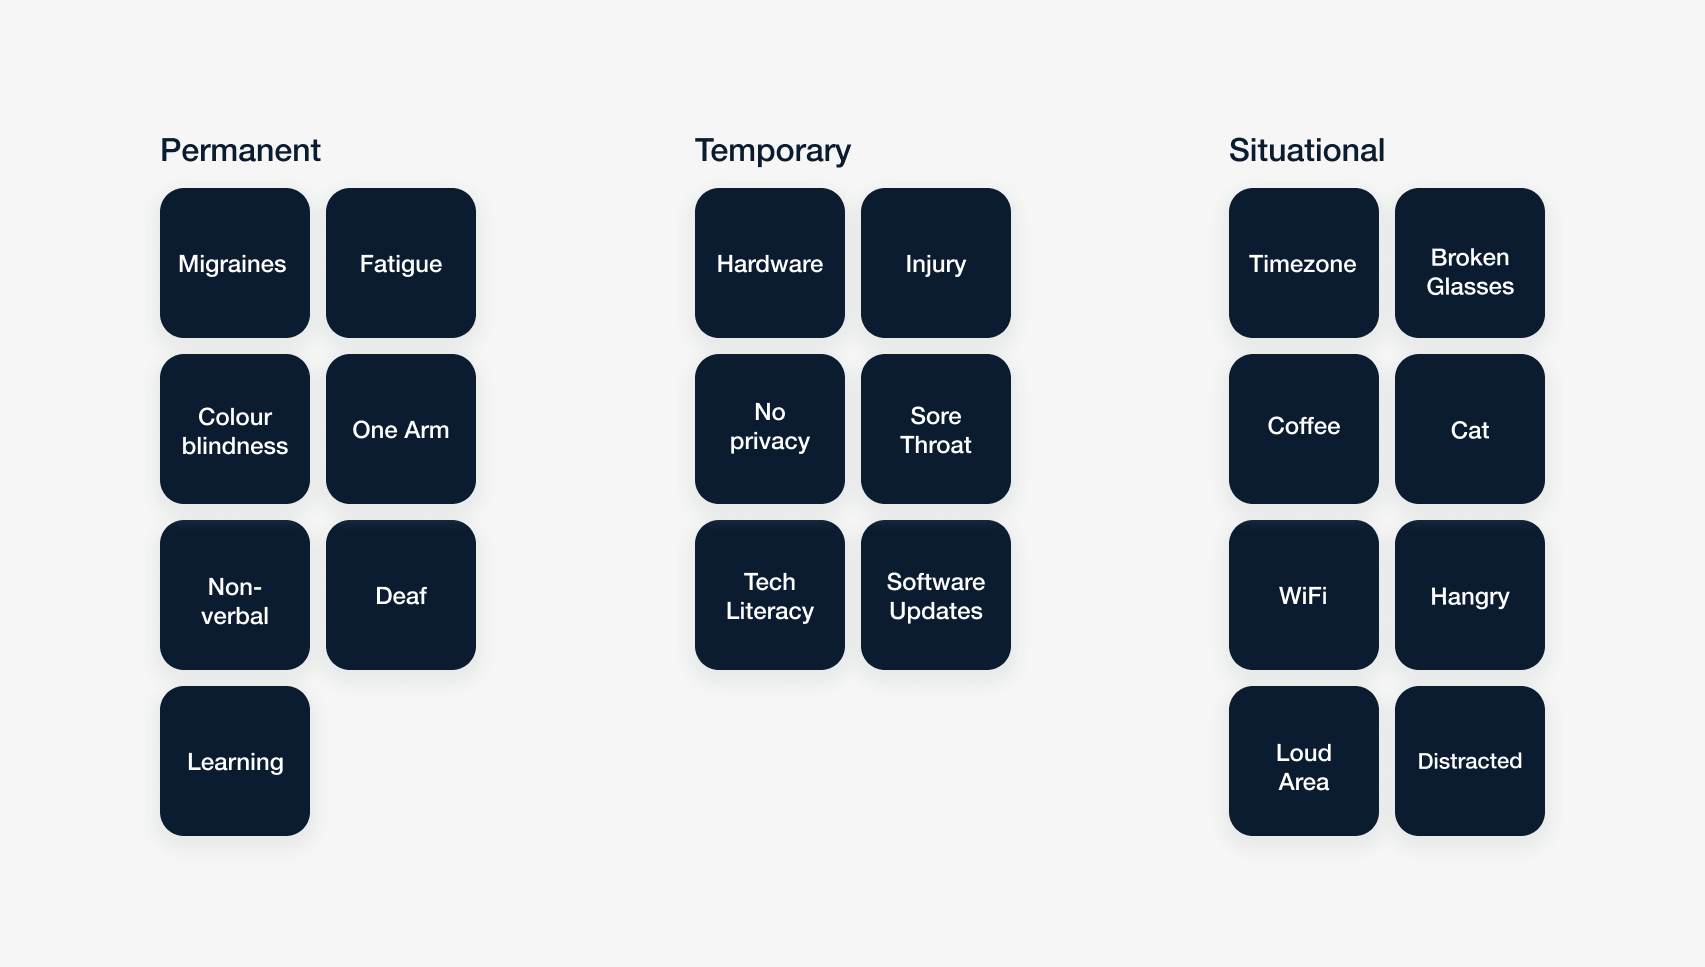 Permanent
Migraines
Fatigue
Colour
blindness
One Arm
Non-
verbal
Deaf
Learning
Temporary
Hardware
Injury
No
privacy
Sore
Throat
Tech
Literacy
Software
Updates
Situational
Timezone
Broken
Glasses
Coffee
Cat
WiFi
Hangry
Loud
Area
Distracted